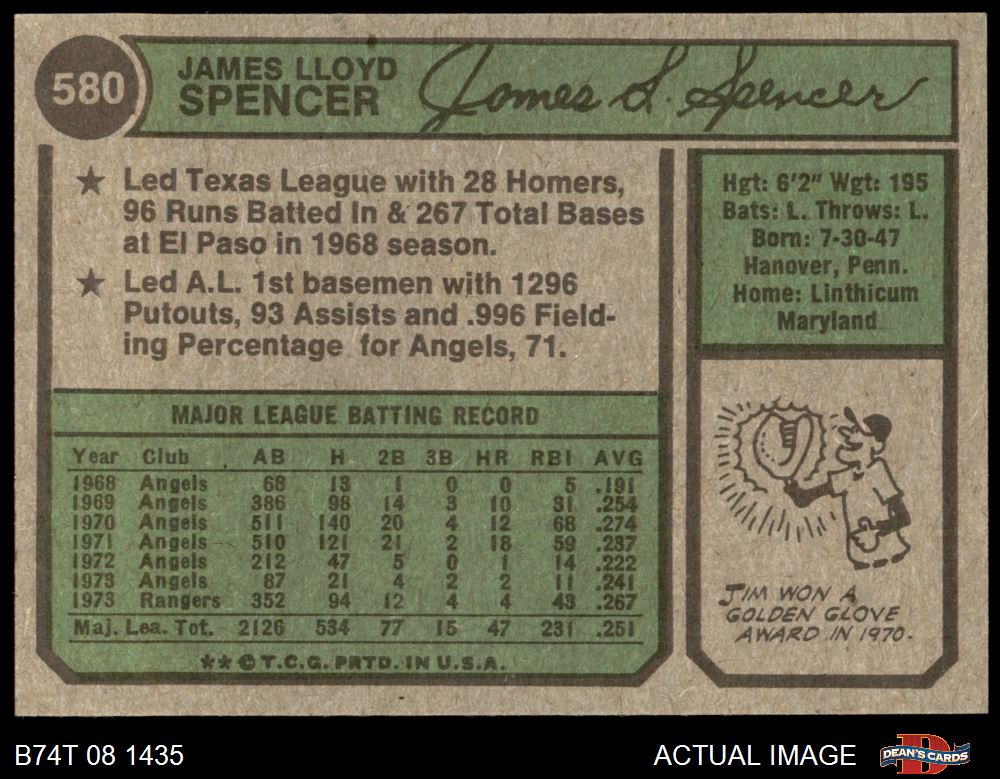 580
JAMES LLOYD
SPENCER
James L. Spencer
★ Led Texas League with 28 Homers,
96 Runs Batted In & 267 Total Bases
at El Paso in 1968 season.
★ Led A.L. 1st basemen with 1296
Putouts, 93 Assists and .996 Field-
ing Percentage for Angels, 71.
Hgt: 6'2" Wgt: 195
Bats: L. Throws: L.
Born: 7-30-47
Hanover, Penn.
Home: Linthicum
Maryland
MAJOR LEAGUE BATTING RECORD
Year Club AB H 2B 3B HR RBI AVG
1968 Angels 68 13 1 0 0 5 .191
1969 Angels 386 98 14 3 10 31 .254
1970 Angels 511 140 20 4 12 68 .274
1971 Angels 510 121 21 2 18 59 .237
1972 Angels 212 47 5 0 1 14 .222
1973 Angels 87 21 4 2 2 11 .241
1973 Rangers 352 94 12 4 4 43 .267
Maj. Lea. Tot. 2126 534 77 15 47 231 .251
★★©T.C.G. PRTD. IN U.S.A.
JIM WON A
GOLDEN GLOVE
AWARD IN 1970.
B74T 08 1435
ACTUAL IMAGE
D
DEAN'S CARDS